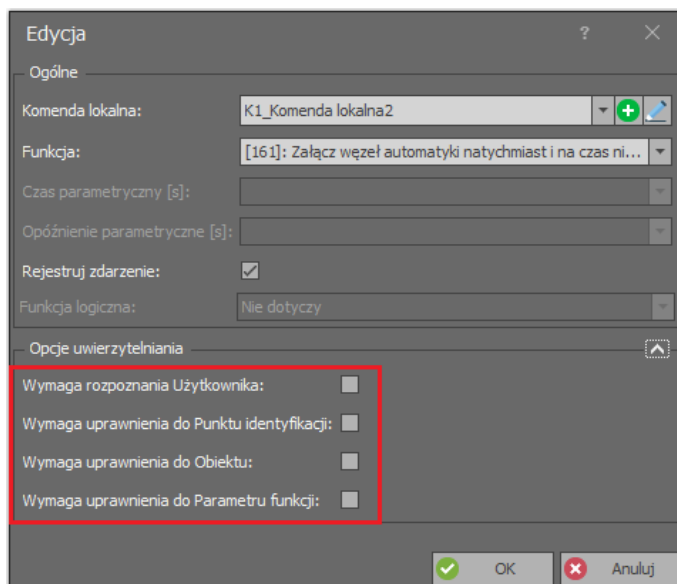 Edycja
?
Ogólne
Komenda lokalna: K1_Komenda lokalna2
Funkcja: [161]: Załącz węzeł automatyki natychmiast i na czas ni...
Czas parametryczny [s]:
Opóźnienie parametryczne [s]:
Rejestruj zdarzenie:
Funkcja logiczna: Nie dotyczy
Opcje uwierzytelniania
Wymaga rozpoznania Użytkownika:
Wymaga uprawnienia do Punktu identyfikacji:
Wymaga uprawnienia do Obiektu:
Wymaga uprawnienia do Parametru funkcji:
OK Anuluj